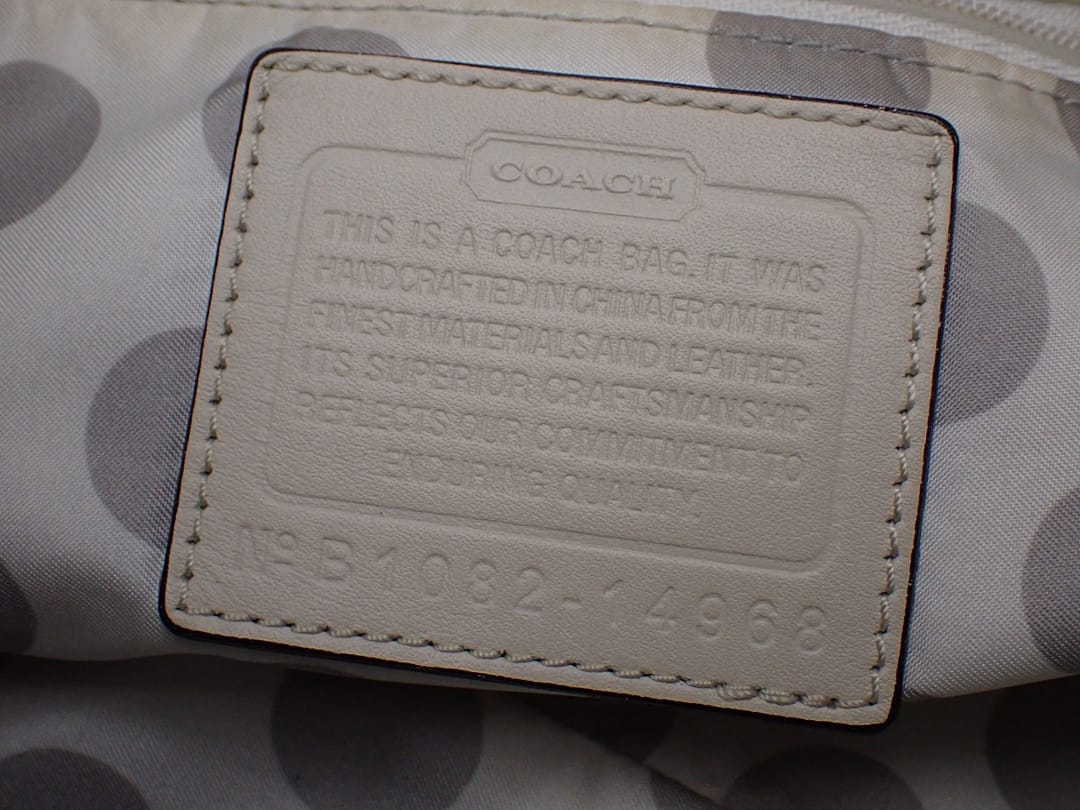 COACH
THIS IS A COACH BAG. IT WAS
HANDCRAFTED IN CHINA FROM THE
FINEST MATERIALS AND LEATHER.
ITS SUPERIOR CRAFTSMANSHIP
REFLECTS OUR COMMITMENT TO
ENDURING QUALITY.
Nº B1082-14968